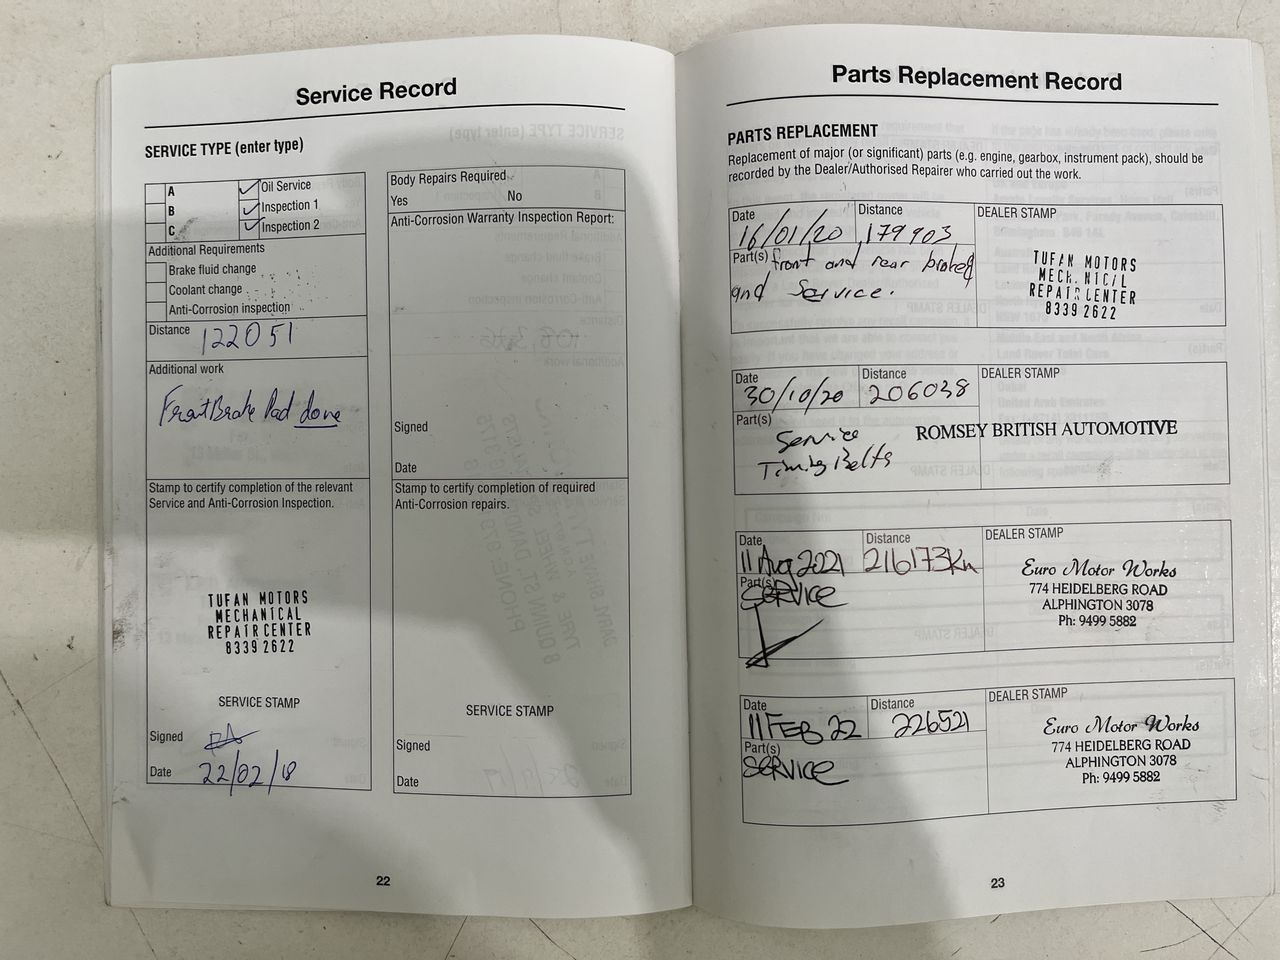 Service Record
SERVICE TYPE (enter type)
A
B
C
Oil Service
Inspection 1
Inspection 2
Additional Requirements
Brake fluid change
Coolant change
Anti-Corrosion inspection
Distance
122051
Additional work
Front Brake Pad done
Stamp to certify completion of the relevant
Service and Anti-Corrosion Inspection.
TUFAN MOTORS
MECHANICAL
REPAIR CENTER
8339 2622
SERVICE STAMP
Signed
Date 22/02/18
Body Repairs Required
Yes No
Anti-Corrosion Warranty Inspection Report:
Signed
Date
Stamp to certify completion of required
Anti-Corrosion repairs.
SERVICE STAMP
Signed
Date
22
Parts Replacement Record
PARTS REPLACEMENT
Replacement of major (or significant) parts (e.g. engine, gearbox, instrument pack), should be
recorded by the Dealer/Authorised Repairer who carried out the work.
Date Distance DEALER STAMP
16/01/20 179903
Part(s) front and rear braked
and Service.
TUFAN MOTORS
MECH.NIC/L
REPAIR CENTER
8339 2622
Date Distance DEALER STAMP
30/10/20 206038
Part(s)
Service
Timing Belts
ROMSEY BRITISH AUTOMOTIVE
Date Distance DEALER STAMP
11 Aug 2021 216173Km
Part(s)
SERVICE
Euro Motor Works
774 HEIDELBERG ROAD
ALPHINGTON 3078
Ph: 9499 5882
Date Distance DEALER STAMP
11 FEB 22 226521
Part(s)
SERVICE
Euro Motor Works
774 HEIDELBERG ROAD
ALPHINGTON 3078
Ph: 9499 5882
23